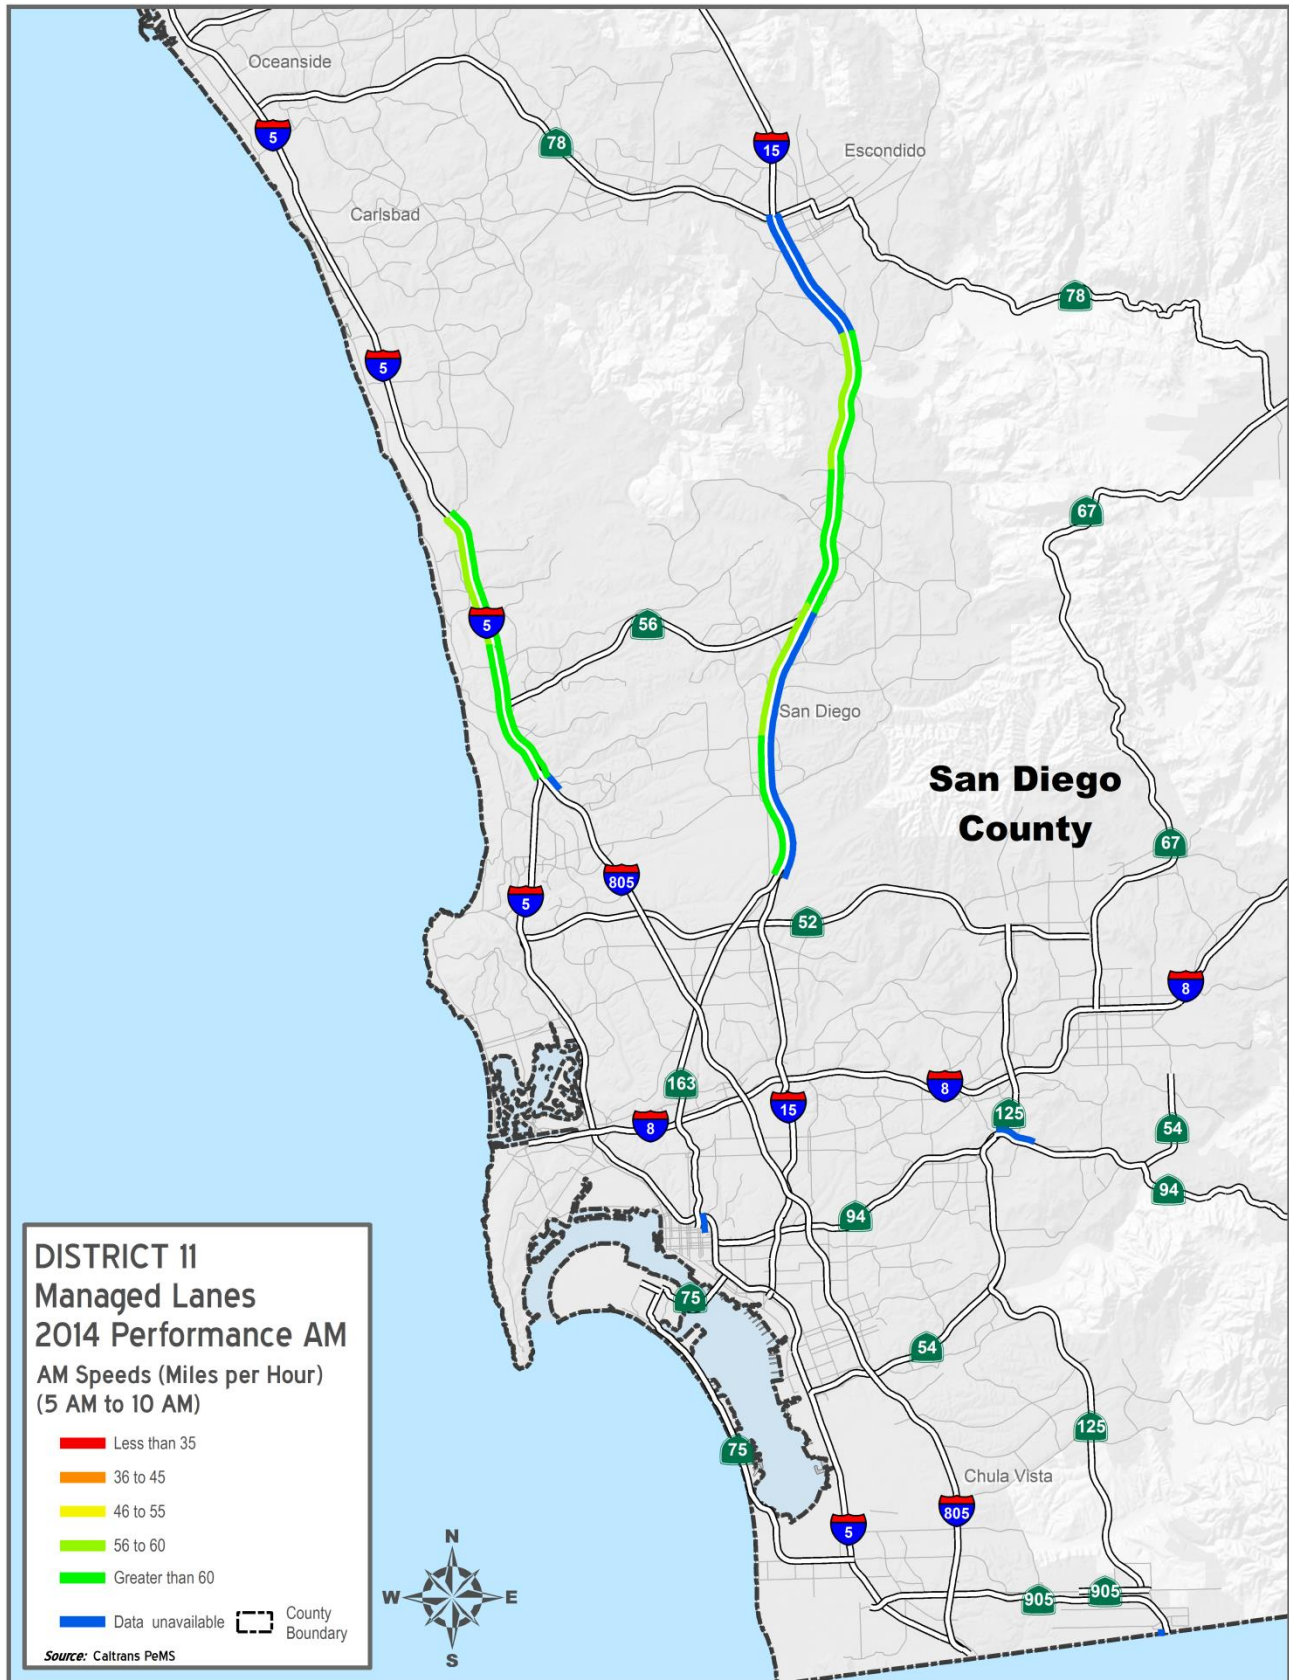 Oceanside
5
78
15
Escondido
Carlsbad
78
5
67
5
56
San Diego
San Diego
County
67
805
5
52
8
163
8
15
8
125
54
94
94
75
54
125
75
Chula Vista
805
5
905
905
DISTRICT 11
Managed Lanes
2014 Performance AM
AM Speeds (Miles per Hour)
(5 AM to 10 AM)
Less than 35
36 to 45
46 to 55
56 to 60
Greater than 60
Data unavailable
County
Boundary
Source: Caltrans PeMS
N
W
E
S